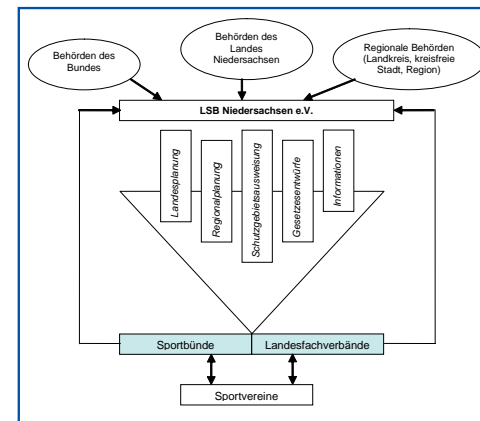 Behörden des
Bundes
Behörden des
Landes
Niedersachsen
Regionale Behörden
(Landkreis, kreisfreie
Stadt, Region)
LSB Niedersachsen e.V.
Landesplanung
Regionalplanung
Schutzgebietsausweisung
Gesetzesentwürfe
Informationen
Sportbünde
Landesfachverbände
Sportvereine